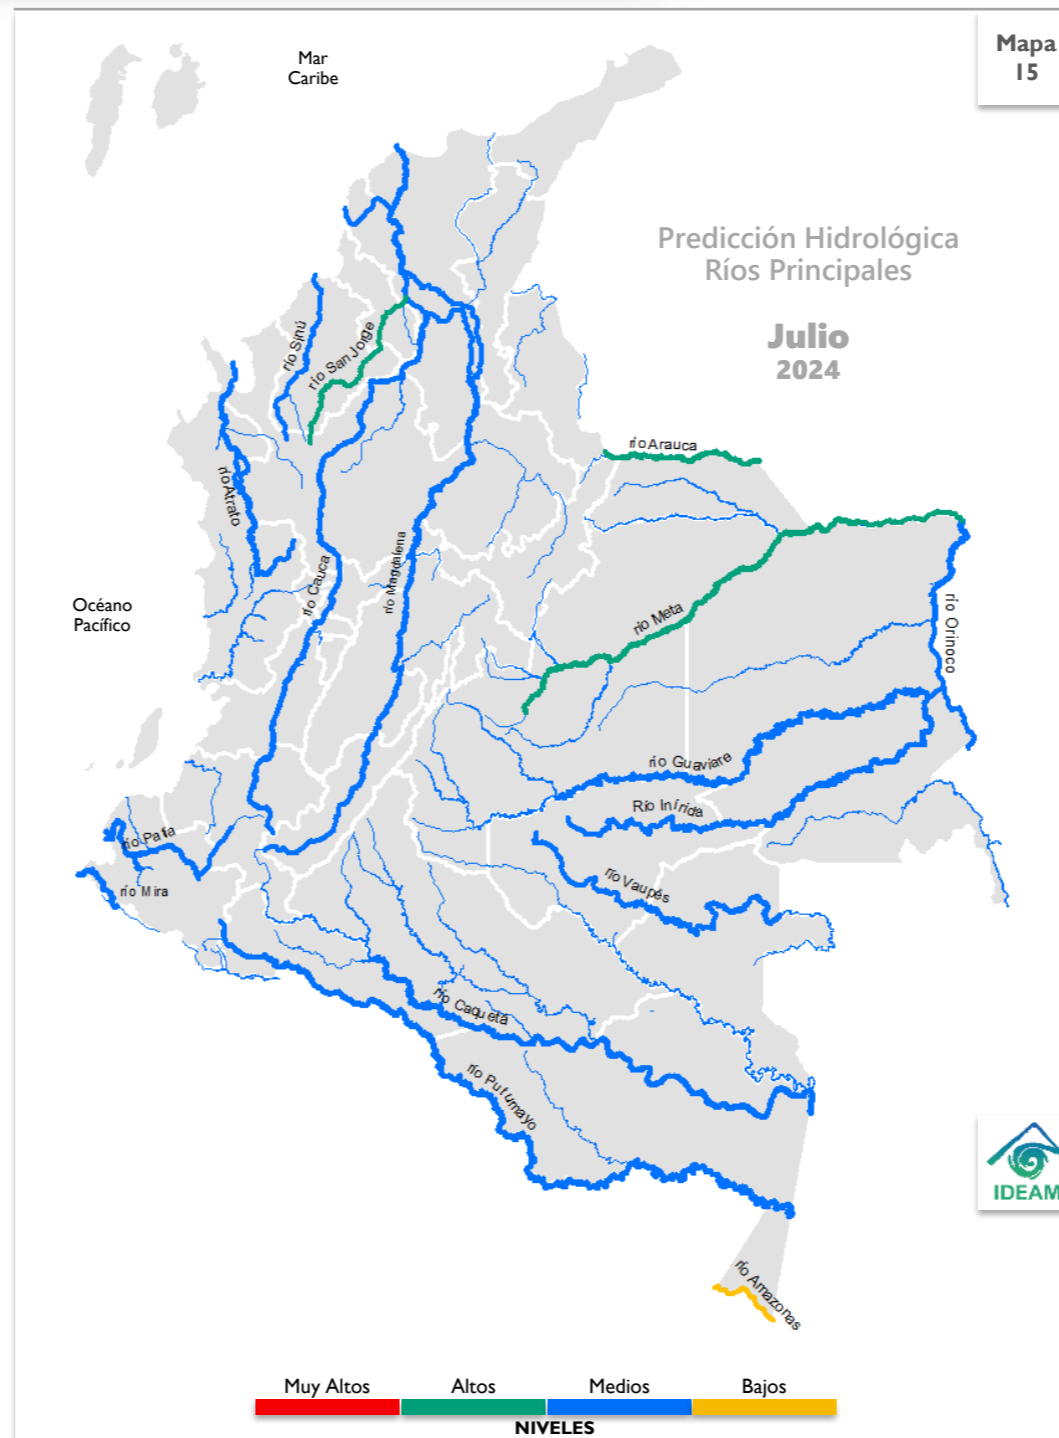 Mar
Caribe
Mapa
15
Predicción Hidrológica
Ríos Principales
Julio
2024
río Sinú
río San Jorge
río Arauca
río Atrato
río Cauca
río Magdalena
río Meta
río Orinoco
Océano
Pacífico
río Guaviare
Río Inírida
río Patía
río Mira
río Vaupés
río Caquetá
río Putumayo
IDEAM
río Amazonas
Muy Altos
Altos
Medios
Bajos
NIVELES